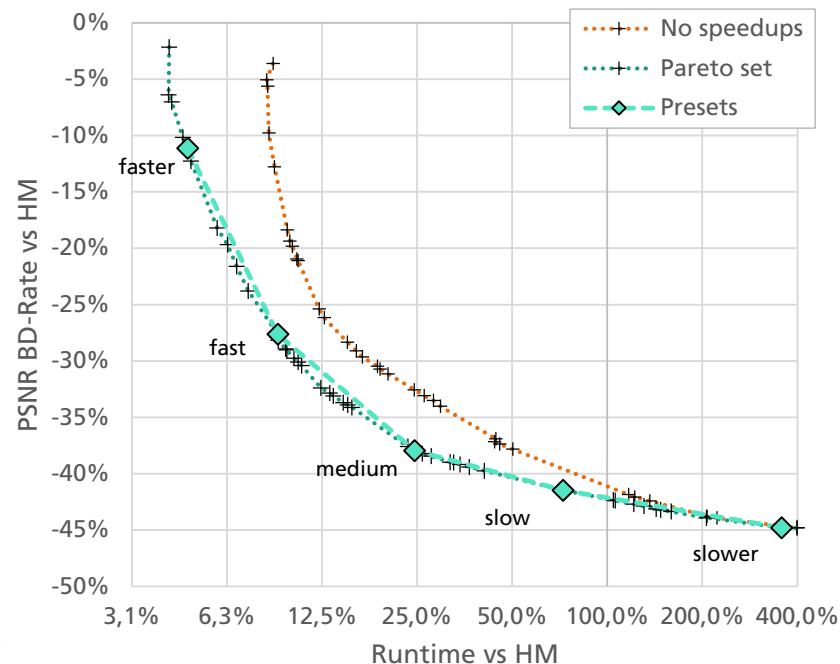 0%
-5%
-10%
-15%
-20%
-25%
-30%
-35%
-40%
-45%
-50%
PSNR BD-Rate vs HM
No speedups
Pareto set
Presets
faster
fast
medium
slow
slower
3,1%
6,3%
12,5%
25,0%
50,0%
100,0%
200,0%
400,0%
Runtime vs HM